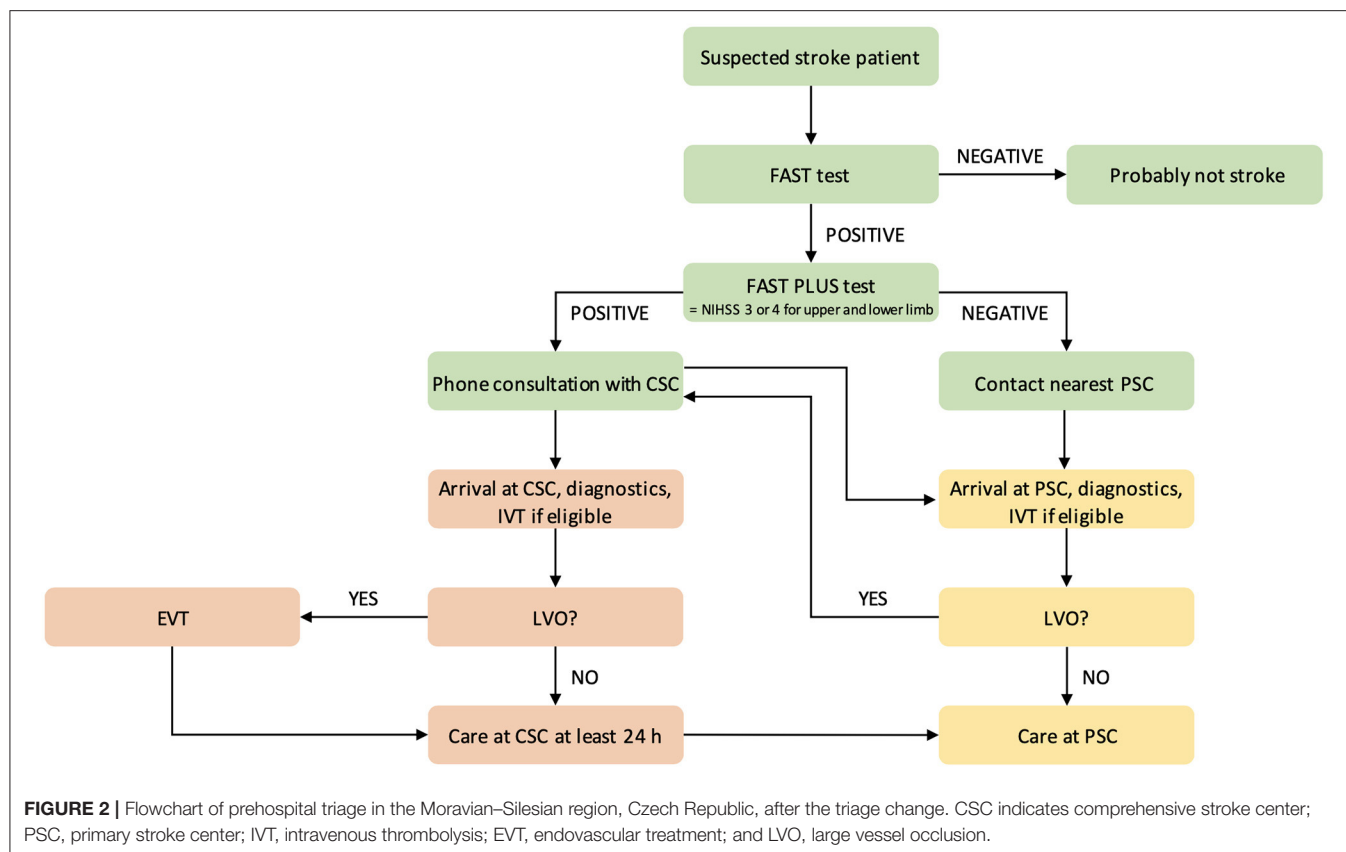 Suspected stroke patient
FAST test
NEGATIVE
Probably not stroke
POSITIVE
FAST PLUS test
= NIHSS 3 or 4 for upper and lower limb
POSITIVE
NEGATIVE
Phone consultation with CSC
Contact nearest PSC
Arrival at CSC, diagnostics,
IVT if eligible
Arrival at PSC, diagnostics,
IVT if eligible
EVT
YES
LVO?
YES
LVO?
NO
NO
Care at CSC at least 24 h
Care at PSC
FIGURE 2 | Flowchart of prehospital triage in the Moravian–Silesian region, Czech Republic, after the triage change. CSC indicates comprehensive stroke center;
PSC, primary stroke center; IVT, intravenous thrombolysis; EVT, endovascular treatment; and LVO, large vessel occlusion.